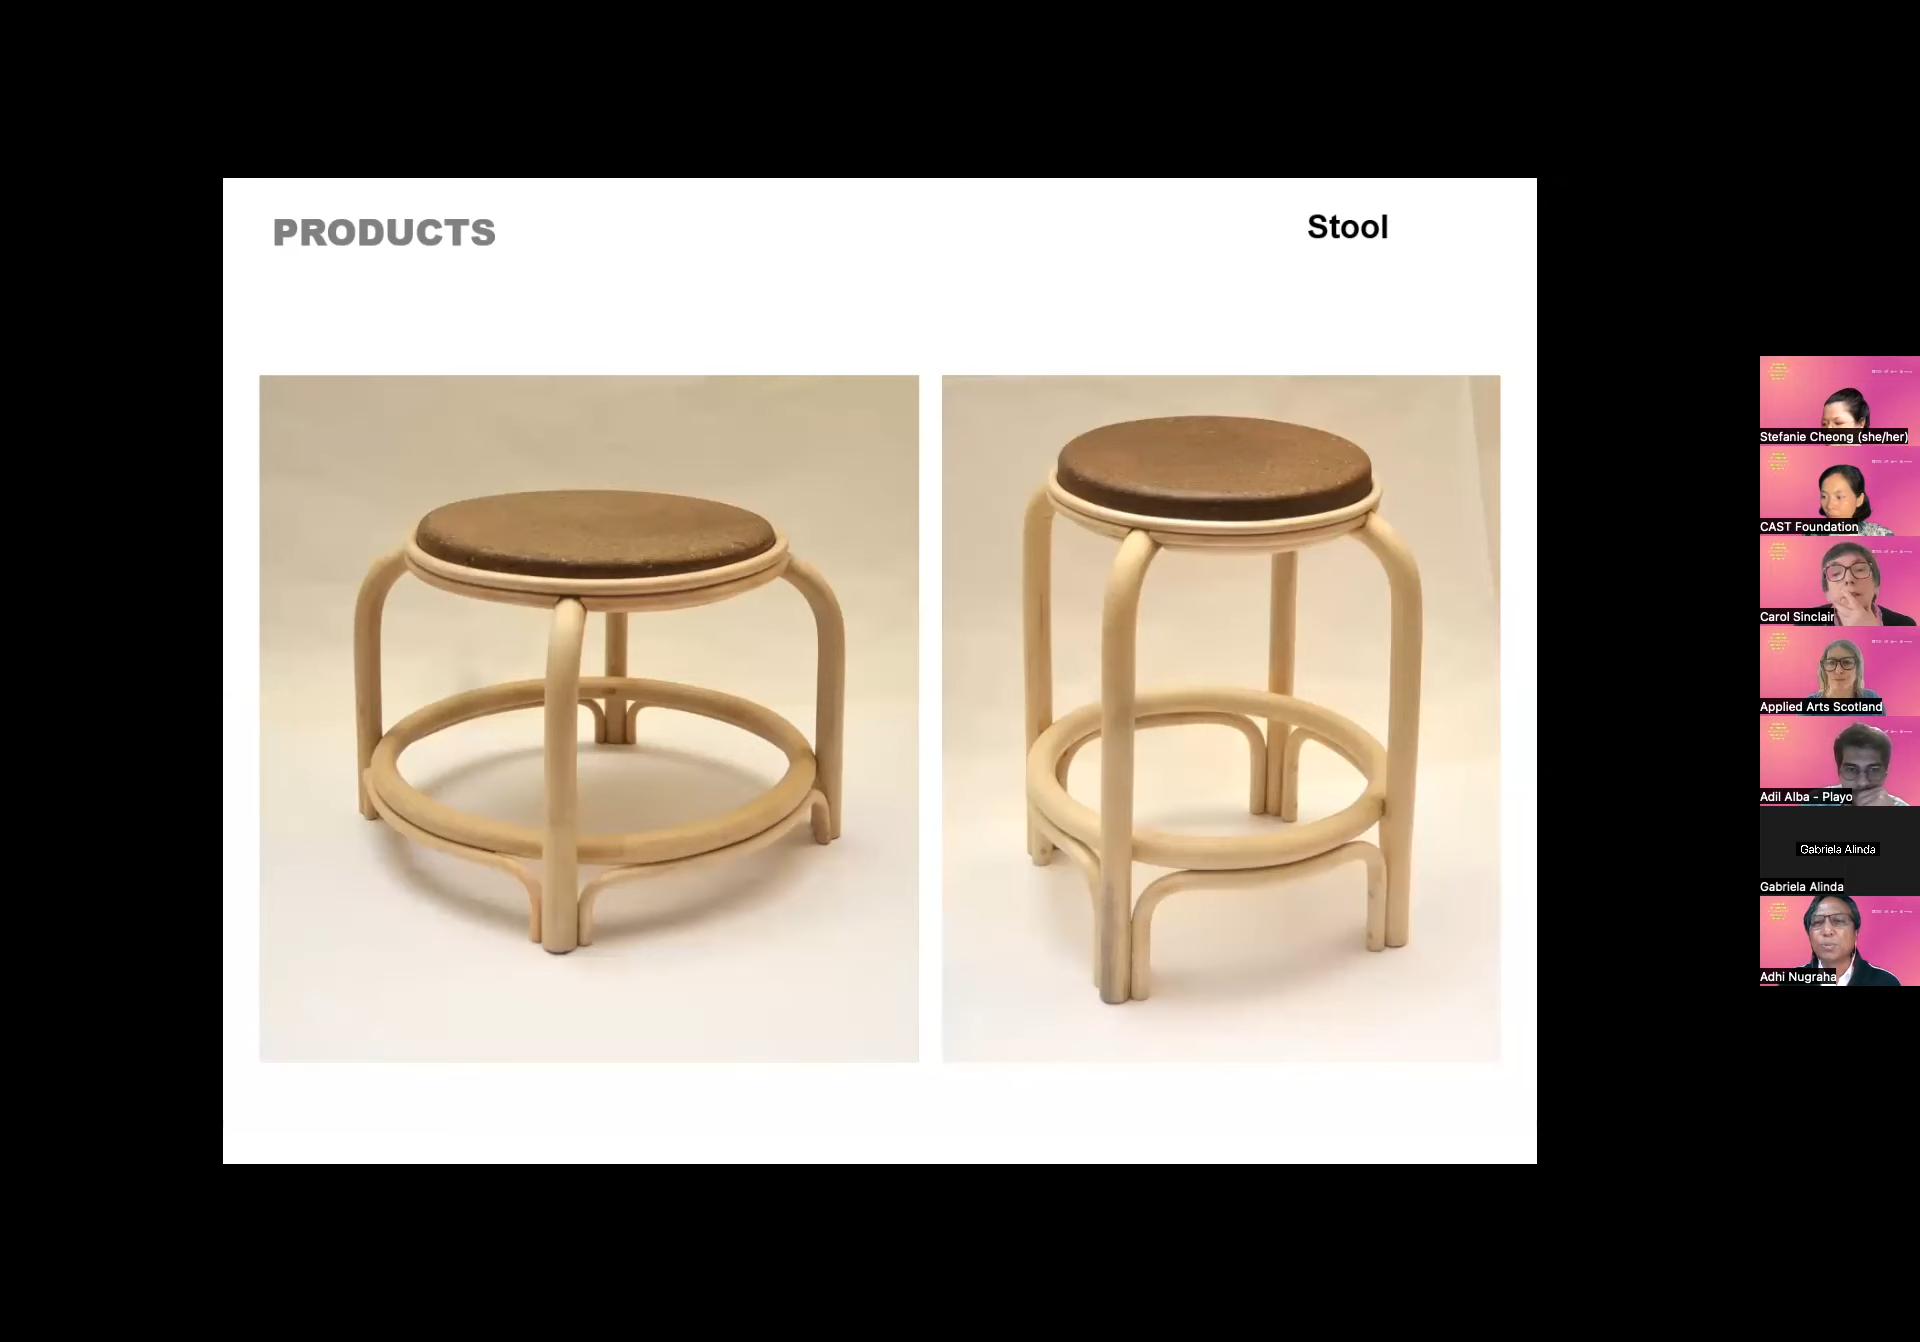 PRODUCTS
Stool
Stefanie Cheong (she/her)
CAST Foundation
Carol Sinclair
Applied Arts Scotland
Adil Alba - Playo
Gabriela Alinda
Gabriela Alinda
Adhi Nugraha